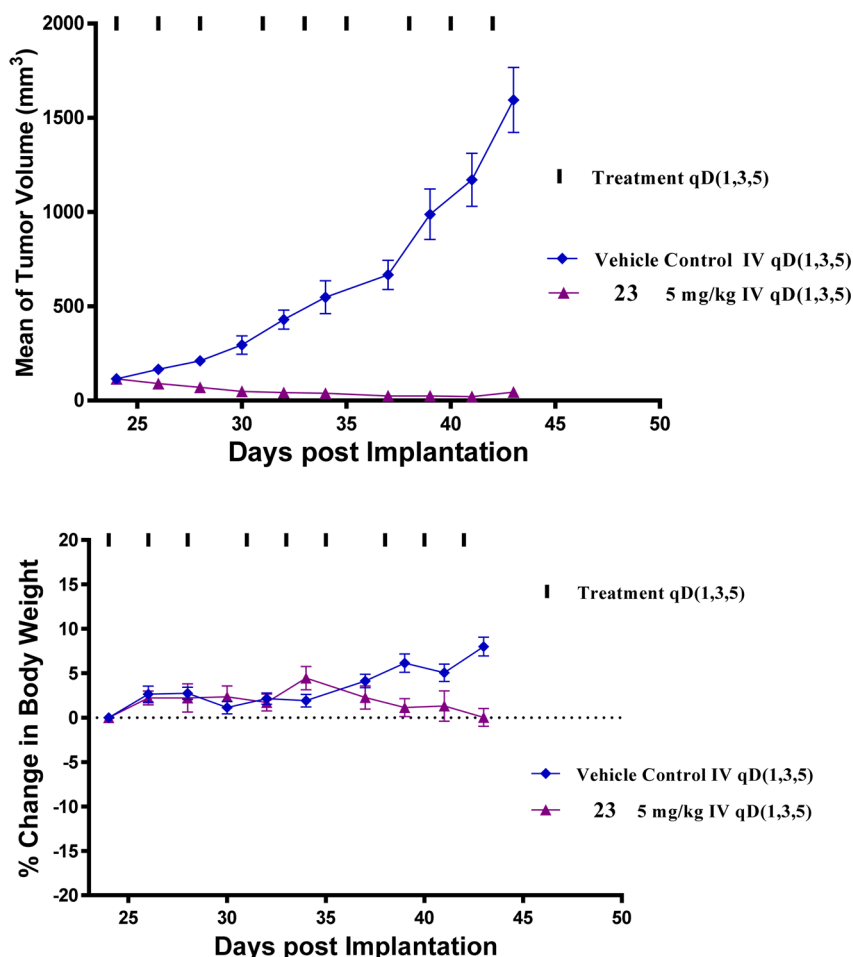 2000
1500
1000
500
0
Mean of Tumor Volume (mm³)
25 30 35 40 45 50
Days post Implantation
Treatment qD(1,3,5)
Vehicle Control IV qD(1,3,5)
23 5 mg/kg IV qD(1,3,5)
20
15
10
5
0
-5
-10
-15
-20
% Change in Body Weight
25 30 35 40 45 50
Days post Implantation
Treatment qD(1,3,5)
Vehicle Control IV qD(1,3,5)
23 5 mg/kg IV qD(1,3,5)